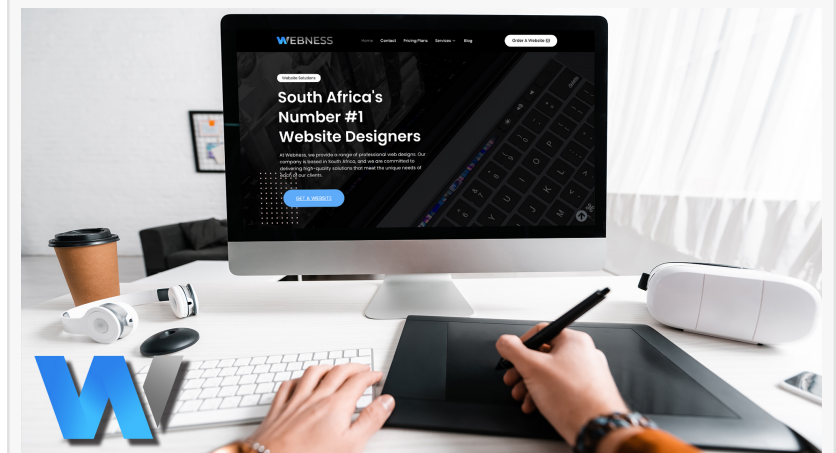 WEBNESS
Home Contact Pricing Plans Services Blog Order A Website
Website Solutions
South Africa's
Number #1
Website Designers
At Webness, we provide a range of professional web designs. Our
company is based in South Africa, and we are committed to
delivering high-quality solutions that meet the unique needs of
each of our clients.
GET A WEBSITE
W